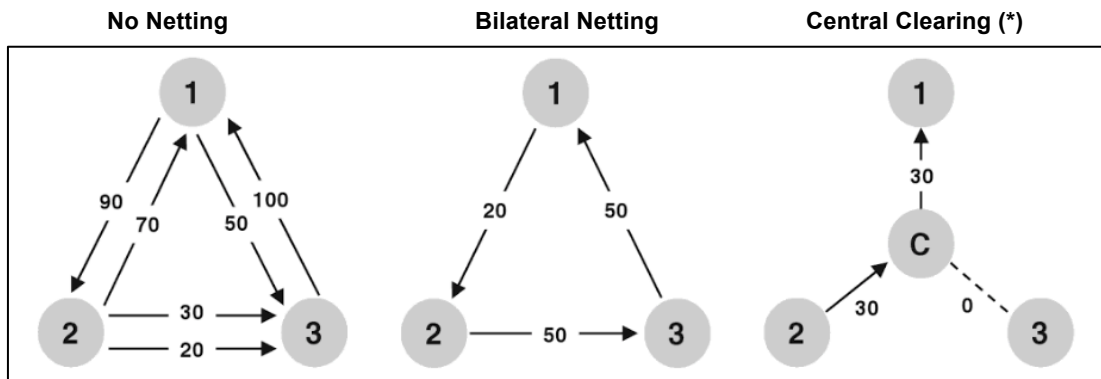 No Netting Bilateral Netting Central Clearing (*)
1 1 1
90 70 50 100 20 50 30
C
2 30 20 3 2 50 3 2 30 0 3